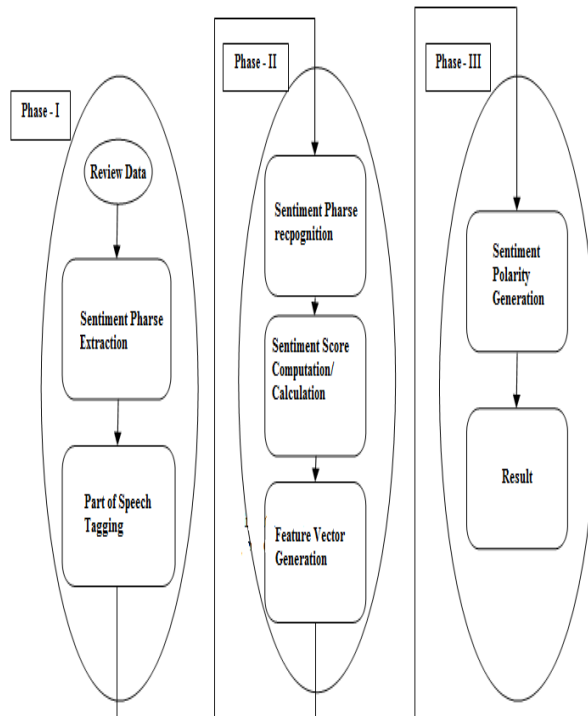 Phase - I
Review Data
Sentiment Pharse
Extraction
Part of Speech
Tagging
Phase - II
Sentiment Pharse
recpognition
Sentiment Score
Computation/
Calculation
Feature Vector
Generation
Phase - III
Sentiment
Polarity
Generation
Result